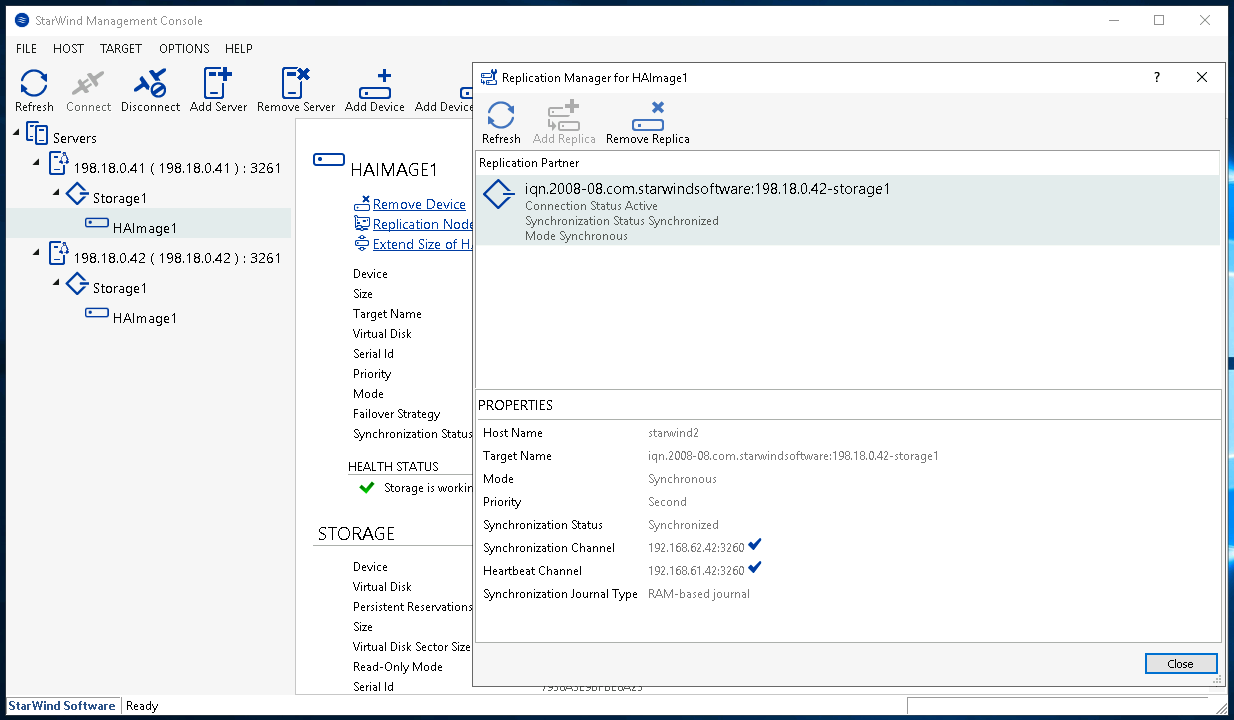 StarWind Management Console
FILE HOST TARGET OPTIONS HELP
Refresh Connect Disconnect Add Server Remove Server Add Device Add Device
Servers
198.18.0.41 ( 198.18.0.41 ) : 3261
Storage1
HAImage1
198.18.0.42 ( 198.18.0.42 ) : 3261
Storage1
HAImage1
HAIMAGE1
Remove Device
Replication Node
Extend Size of HA
Device
Size
Target Name
Virtual Disk
Serial Id
Priority
Mode
Failover Strategy
Synchronization Status
HEALTH STATUS
Storage is workin
STORAGE
Device
Virtual Disk
Persistent Reservations
Size
Virtual Disk Sector Size
Read-Only Mode
Serial Id
Replication Manager for HAImage1
?
Refresh Add Replica Remove Replica
Replication Partner
iqn.2008-08.com.starwindsoftware:198.18.0.42-storage1
Connection Status Active
Synchronization Status Synchronized
Mode Synchronous
PROPERTIES
Host Name starwind2
Target Name iqn.2008-08.com.starwindsoftware:198.18.0.42-storage1
Mode Synchronous
Priority Second
Synchronization Status Synchronized
Synchronization Channel 192.168.62.42:3260
Heartbeat Channel 192.168.61.42:3260
Synchronization Journal Type RAM-based journal
Close
StarWind Software Ready